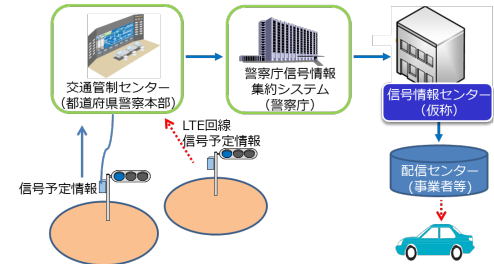 交通管制センター
(都道府県警察本部)
警察庁信号情報
集約システム
(警察庁)
信号情報センター
(仮称)
LTE回線
信号予定情報
信号予定情報
配信センター
(事業者等)